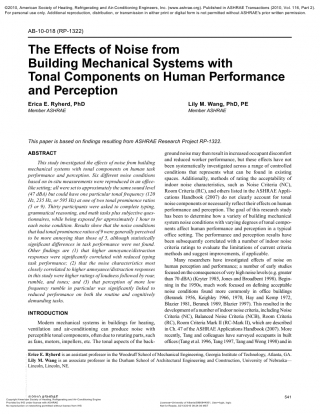 ©2010, American Society of Heating, Refrigerating and Air-Conditioning Engineers, Inc. (www.ashrae.org). Published in ASHRAE Transactions (2010, Vol. 116, Part 2).
For personal use only. Additional reproduction, distribution, or transmission in either print or digital form is not permitted without ASHRAE's prior written permission.
AB-10-018 (RP-1322)
The Effects of Noise from
Building Mechanical Systems with
Tonal Components on Human Performance
and Perception
Erica E. Ryherd, PhD
Member ASHRAE
Lily M. Wang, PhD, PE
Member ASHRAE
This paper is based on findings resulting from ASHRAE Research Project RP-1322.
ABSTRACT
This study investigated the effects of noise from building
mechanical systems with tonal components on human task
performance and perception. Six different noise conditions
based on in-situ measurements were reproduced in an office-
like setting; all were set to approximately the same sound level
(47 dBA) but could have one particular tonal frequency (120
Hz, 235 Hz, or 595 Hz) at one of two tonal prominence ratios
(5 or 9). Thirty participants were asked to complete typing,
grammatical reasoning, and math tasks plus subjective ques-
tionnaires, while being exposed for approximately 1 hour to
each noise condition. Results show that the noise conditions
that had tonal prominence ratios of 9 were generally perceived
to be more annoying than those of 5, although statistically
significant differences in task performance were not found.
Other findings are (1) that higher annoyance/distraction
responses were significantly correlated with reduced typing
task performance; (2) that the noise characteristics most
closely correlated to higher annoyance/distraction responses
in this study were higher ratings of loudness followed by roar,
rumble, and tones; and (3) that perception of more low
frequency rumble in particular was significantly linked to
reduced performance on both the routine and cognitively
demanding tasks.
INTRODUCTION
Modern mechanical systems in buildings for heating,
ventilation and air-conditioning can produce noise with
perceptible tonal components, often due to rotating parts, such
as fans, motors, impellers, etc. The tonal aspects of the back-
ground noise may then result in increased occupant discomfort
and reduced worker performance, but these effects have not
been systematically investigated across a range of controlled
conditions that represents what can be found in existing
spaces. Additionally, methods of rating the acceptability of
indoor noise characteristics, such as Noise Criteria (NC),
Room Criteria (RC), and others listed in the ASHRAE Appli-
cations Handbook (2007) do not clearly account for tonal
noise components or necessarily reflect their effects on human
performance and perception. The goal of this research study
has been to determine how a variety of building mechanical
system noise conditions with varying degrees of tonal compo-
nents affect human performance and perception in a typical
office setting. The performance and perception results have
been subsequently correlated with a number of indoor noise
criteria ratings to evaluate the limitations of current criteria
methods and suggest improvements, if applicable.
Many researchers have investigated effects of noise on
human performance and perception; a number of early studies
focused on the consequences of very high noise levels (e.g. greater
than 80 dBA) (Kryter 1985; Jones and Broadbent 1998). Begin-
ning in the 1950s, much work focused on defining acceptable
noise conditions found more commonly in office buildings
(Beranek 1956, Keighley 1966, 1970, Hay and Kemp 1972,
Blazier 1981, Beranek 1989, Blazier 1997). This resulted in the
development of a number of indoor noise criteria, including Noise
Criteria (NC), Balanced Noise Criteria (NCB), Room Criteria
(RC), Room Criteria Mark II (RC-Mark II), which are described
in Ch. 47 of the ASHRAE Applications Handbook (2007). More
recently, Tang and colleagues have surveyed occupants in built
offices (Tang et al. 1996, Tang 1997, Tang and Wong 1998) and in
Erica E. Ryherd is an assistant professor in the Woodruff School of Mechanical Engineering, Georgia Institute of Technology, Atlanta, GA.
Lily M. Wang is an associate professor in the Durham School of Architectural Engineering and Construction, University of Nebraska—
Lincoln, Lincoln, NE.
541